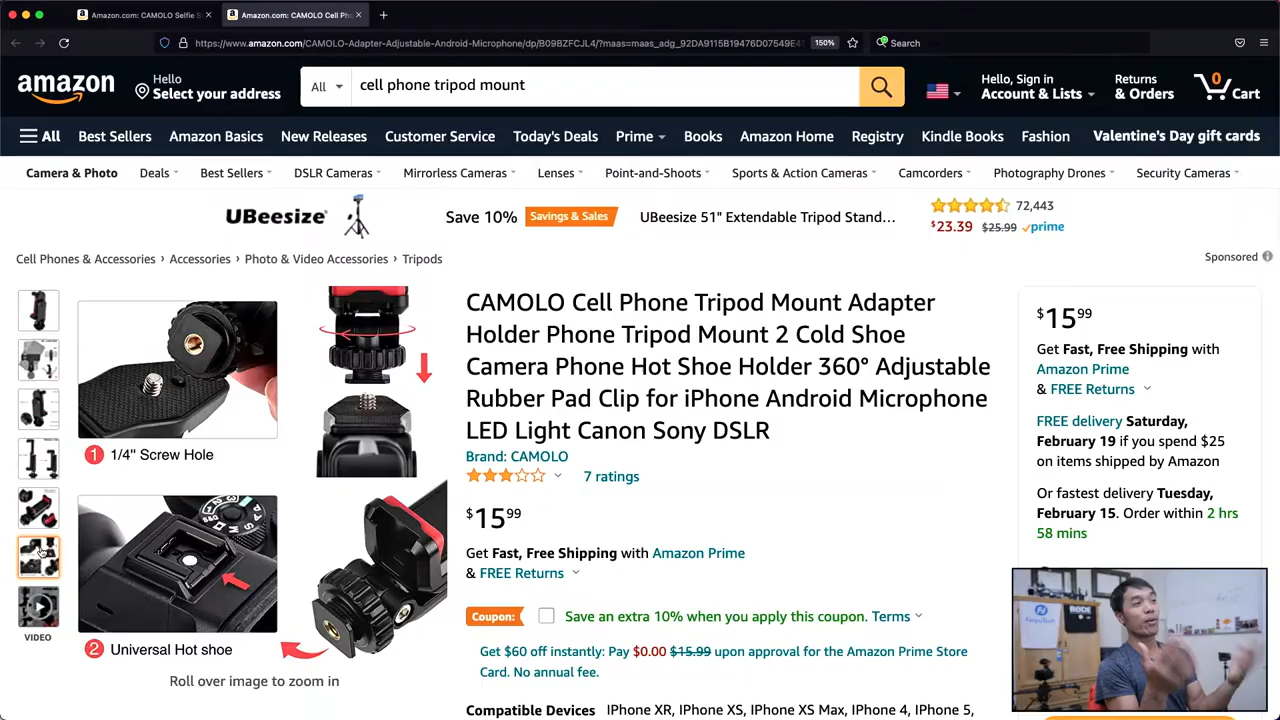 Amazon.com: CAMOLO Selfie S
Amazon.com: CAMOLO Cell Ph
https://www.amazon.com/CAMOLO-Adapter-Adjustable-Android-Microphone/dp/B09BZFCJL4/?maas=maas_adg_92DA9115B19476D07549E4
150%
Search
amazon
Hello
Select your address
All
cell phone tripod mount
Hello, Sign in
Account & Lists
Returns
& Orders
0
Cart
All
Best Sellers
Amazon Basics
New Releases
Customer Service
Today's Deals
Prime
Books
Amazon Home
Registry
Kindle Books
Fashion
Valentine's Day gift cards
Camera & Photo
Deals
Best Sellers
DSLR Cameras
Mirrorless Cameras
Lenses
Point-and-Shoots
Sports & Action Cameras
Camcorders
Photography Drones
Security Cameras
UBeesize
Save 10%
Savings & Sales
UBeesize 51" Extendable Tripod Stand...
72,443
$23.39 $25.99 prime
Cell Phones & Accessories › Accessories › Photo & Video Accessories › Tripods
Sponsored
VIDEO
1 1/4" Screw Hole
2 Universal Hot shoe
Roll over image to zoom in
CAMOLO Cell Phone Tripod Mount Adapter
Holder Phone Tripod Mount 2 Cold Shoe
Camera Phone Hot Shoe Holder 360° Adjustable
Rubber Pad Clip for iPhone Android Microphone
LED Light Canon Sony DSLR
Brand: CAMOLO
7 ratings
$15 99
Get Fast, Free Shipping with Amazon Prime
& FREE Returns
Coupon:
Save an extra 10% when you apply this coupon. Terms
Get $60 off instantly: Pay $0.00 $15.99 upon approval for the Amazon Prime Store
Card. No annual fee.
Compatible Devices
IPhone XR, IPhone XS, IPhone XS Max, IPhone 4, IPhone 5,
$15 99
Get Fast, Free Shipping with
Amazon Prime
& FREE Returns
FREE delivery Saturday,
February 19 if you spend $25
on items shipped by Amazon
Or fastest delivery Tuesday,
February 15. Order within 2 hrs
58 mins
RØDE